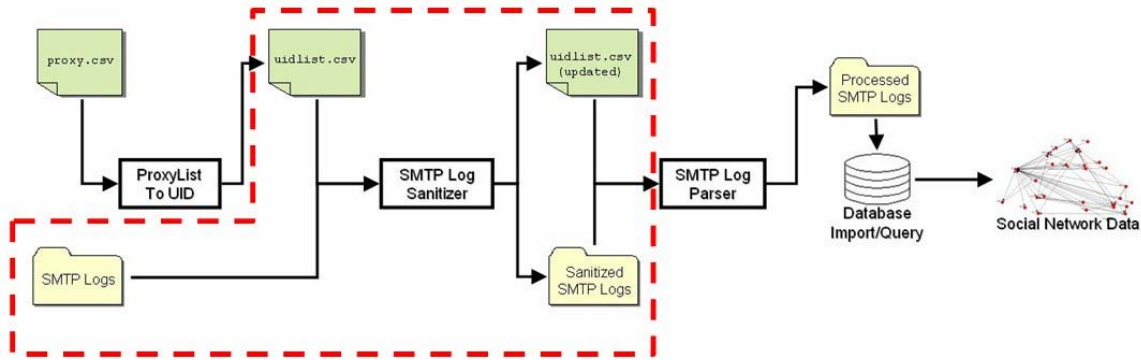 proxy.csv
ProxyList
To UID
uidlist.csv
SMTP Logs
SMTP Log
Sanitizer
uidlist.csv
(updated)
Sanitized
SMTP Logs
SMTP Log
Parser
Processed
SMTP Logs
Database
Import/Query
Social Network Data